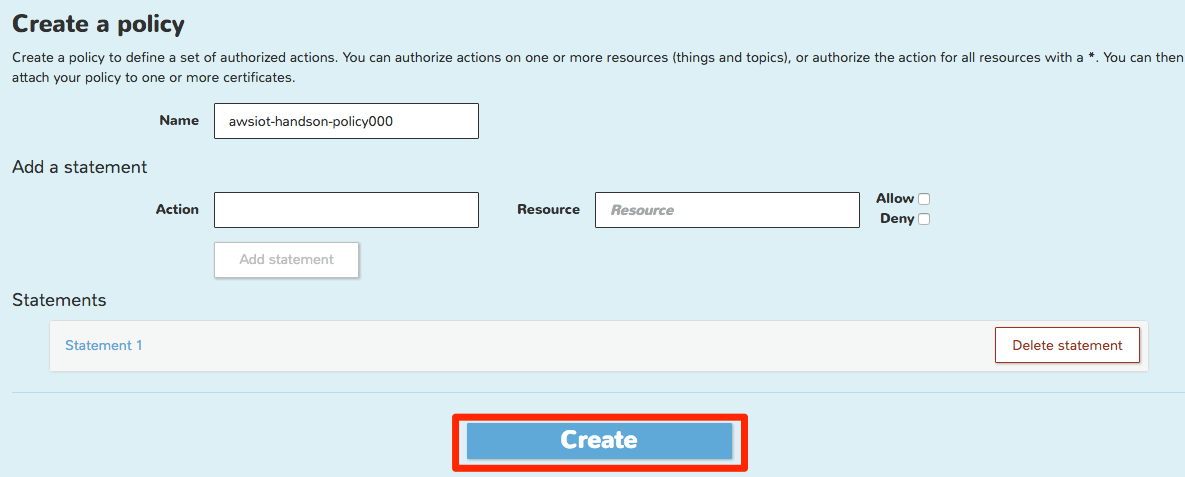 Create a policy
Create a policy to define a set of authorized actions. You can authorize actions on one or more resources (things and topics), or authorize the action for all resources with a *. You can then
attach your policy to one or more certificates.
Name awsiot-handson-policy000
Add a statement
Action Resource Resource Allow
Deny
Add statement
Statements
Statement 1 Delete statement
Create